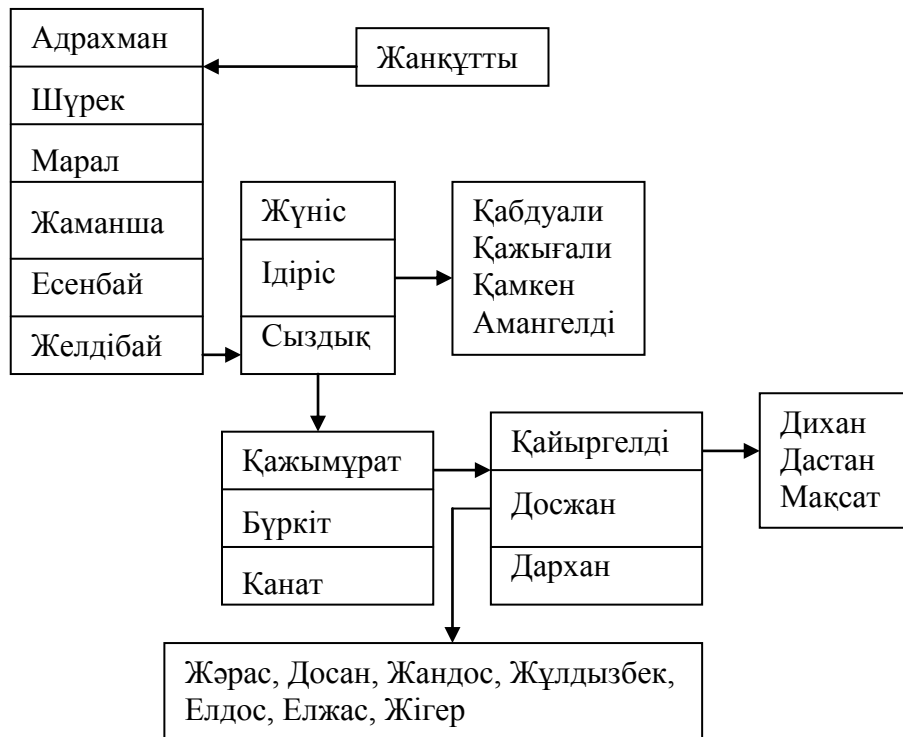 Адрахман
Жанқұтты
Шүрек
Марал
Жаманша
Есенбай
Желдібай
Жүніс
Ідіріс
Сыздық
Қабдуали
Қажығали
Қамкен
Амангелді
Қажымұрат
Бүркіт
Қанат
Қайыргелді
Досжан
Дархан
Дихан
Дастан
Мақсат
Жәрас, Досан, Жандос, Жұлдызбек,
Елдос, Елжас, Жігер